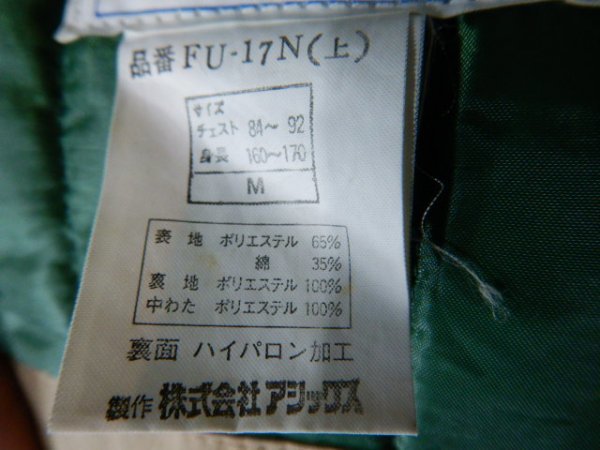 品番 FU-17N(上)
サイズ
チェスト 84～92
身長 160～170
M
表 地 ポリエステル 65%
綿 35%
裏 地 ポリエステル 100%
中わた ポリエステル 100%
裏面 ハイパロン加工
製作 株式会社アシックス